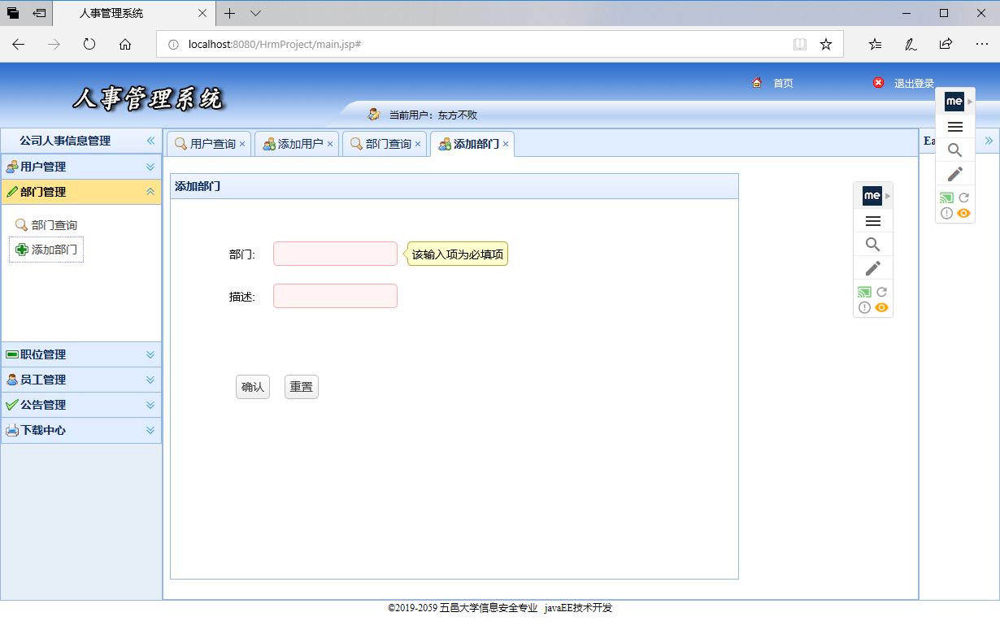 人事管理系统
localhost:8080/HrmProject/main.jsp#
人事管理系统
首页
退出登录
当前用户：东方不败
me
公司人事信息管理
用户查询
添加用户
部门查询
添加部门
Ea
用户管理
部门管理
部门查询
添加部门
职位管理
员工管理
公告管理
下载中心
添加部门
部门:
该输入项为必填项
描述:
确认
重置
me
©2019-2059 五邑大学信息安全专业 javaEE技术开发